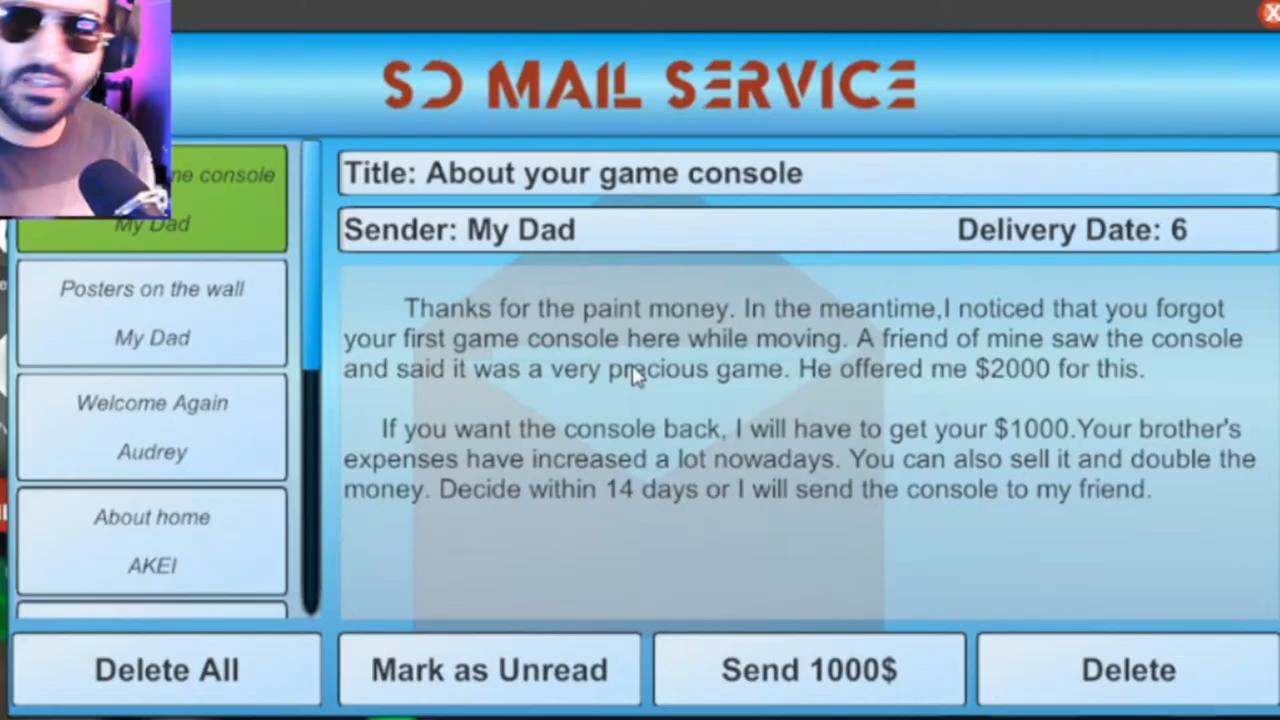 SD MAIL SERVICE
me console
My Dad
Posters on the wall
My Dad
Welcome Again
Audrey
About home
AKEI
Title: About your game console
Sender: My Dad
Delivery Date: 6
Thanks for the paint money. In the meantime,I noticed that you forgot
your first game console here while moving. A friend of mine saw the console
and said it was a very precious game. He offered me $2000 for this.
If you want the console back, I will have to get your $1000.Your brother's
expenses have increased a lot nowadays. You can also sell it and double the
money. Decide within 14 days or I will send the console to my friend.
Delete All
Mark as Unread
Send 1000$
Delete